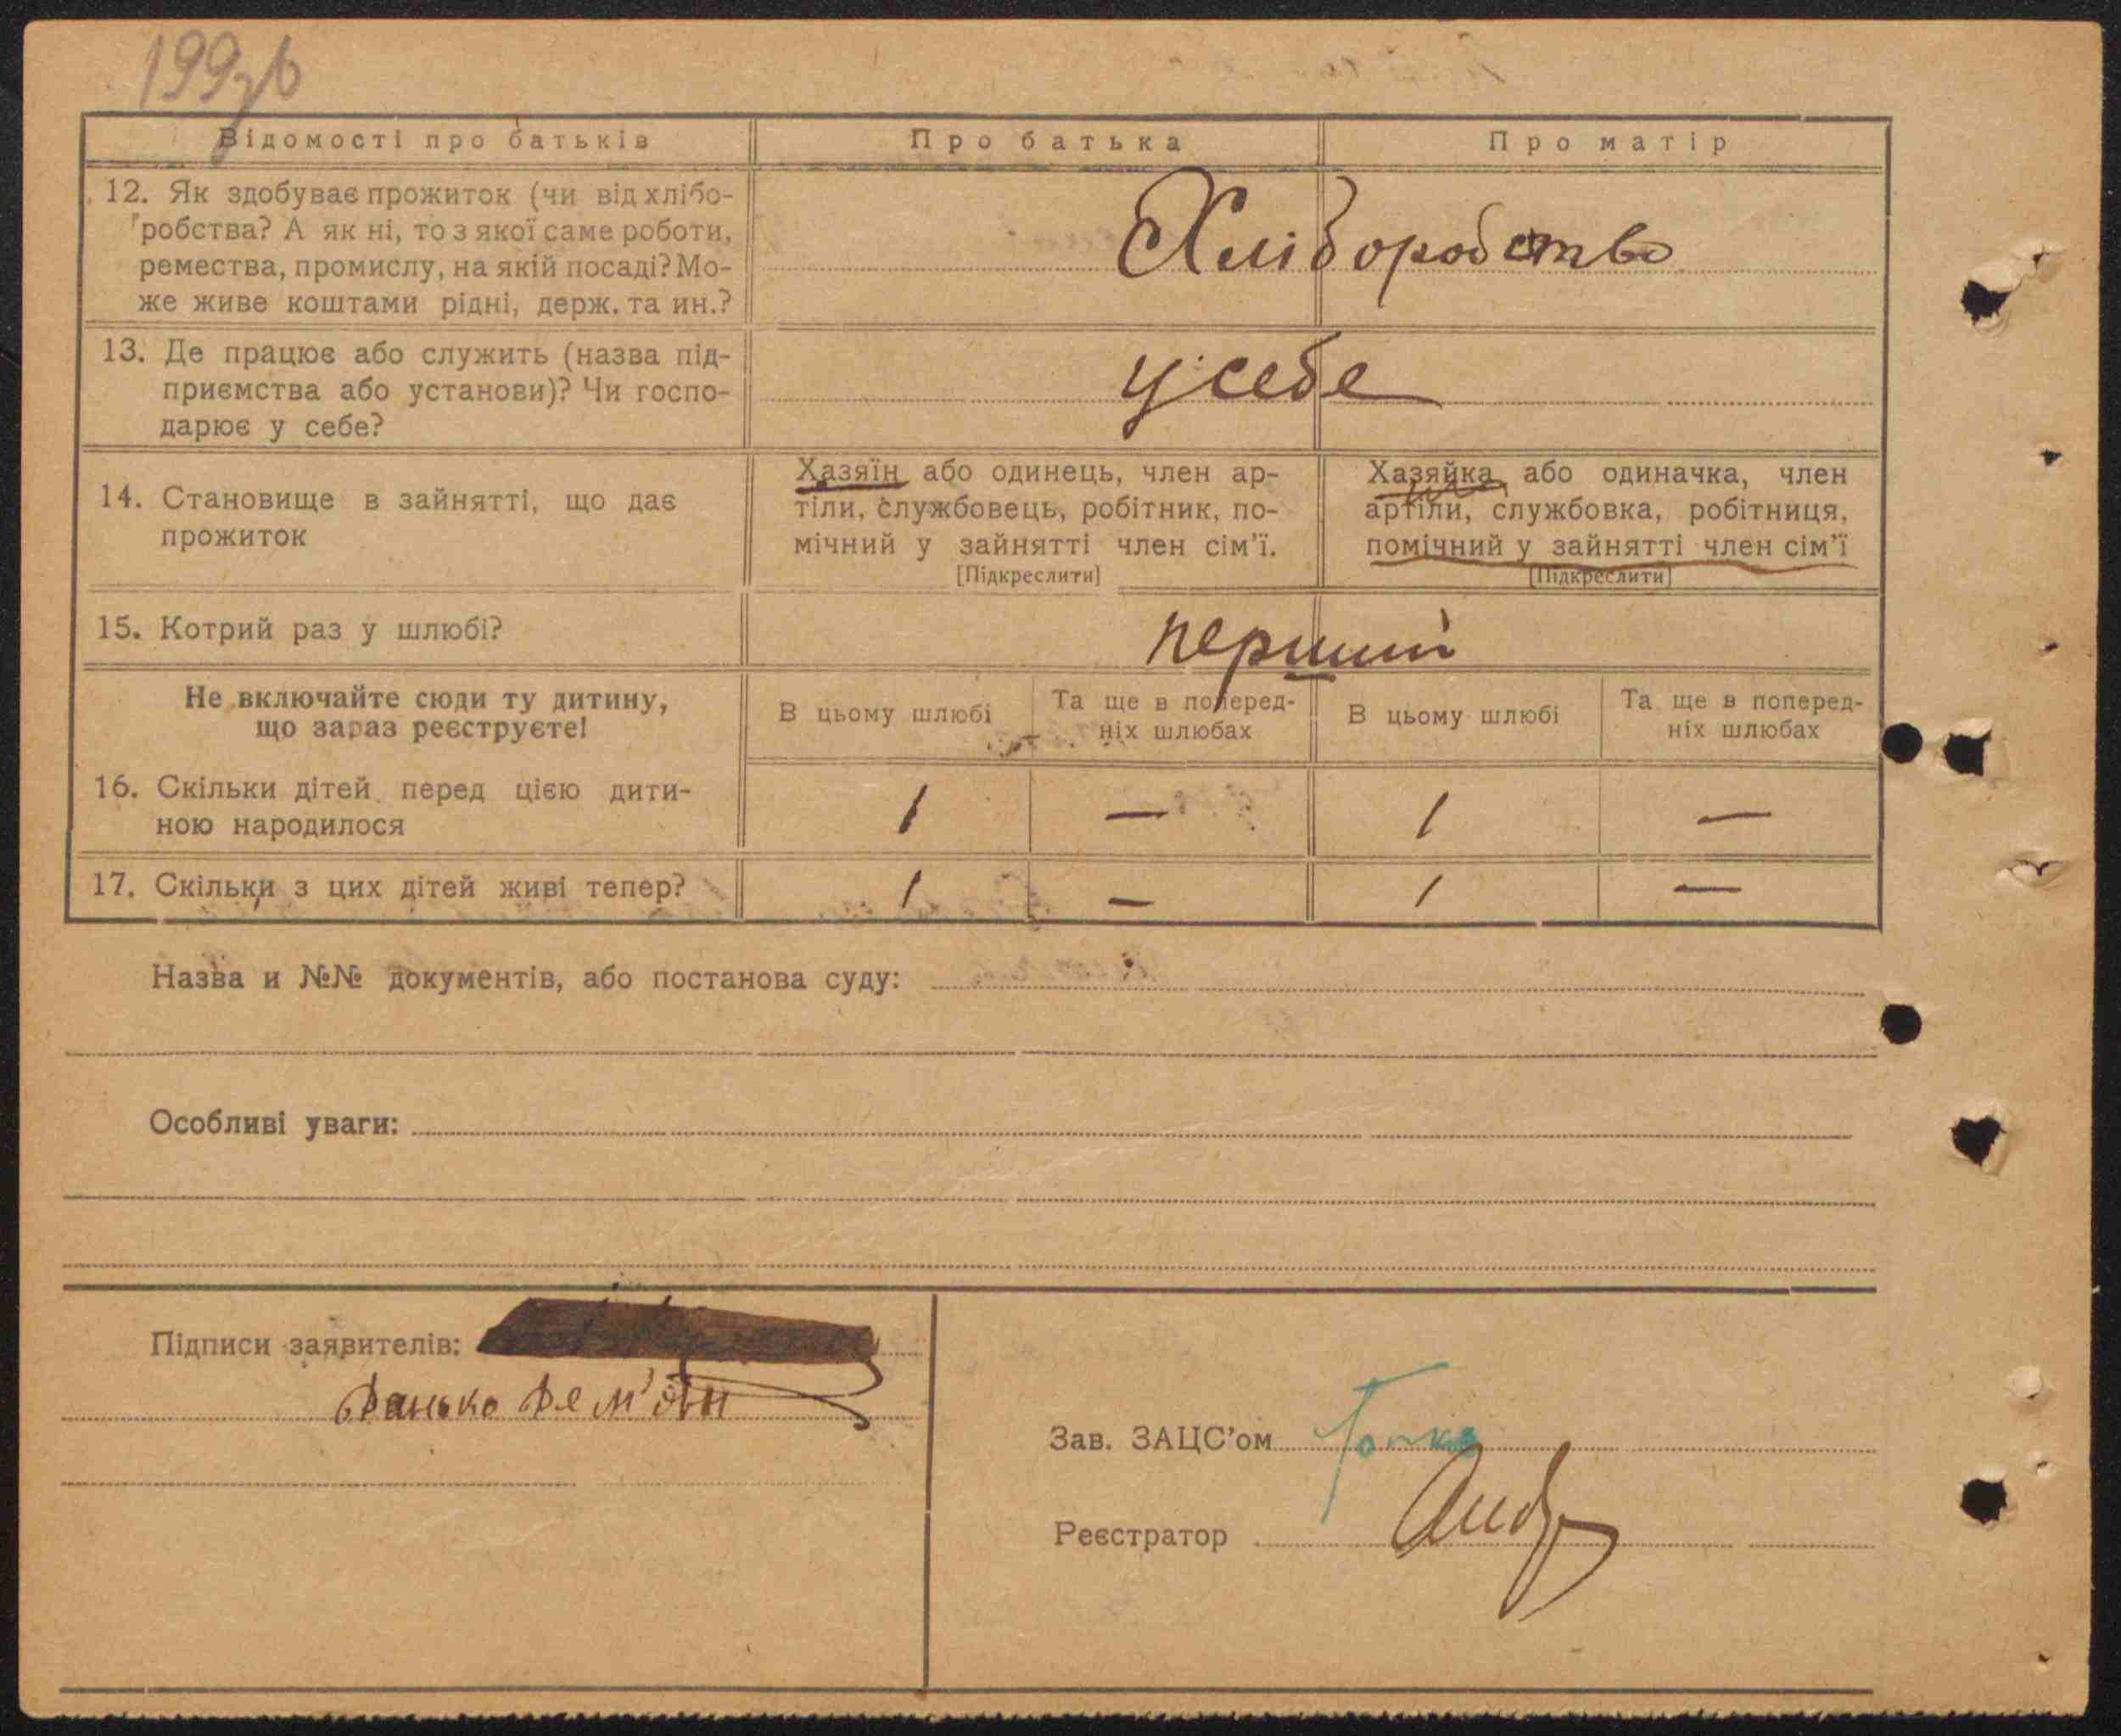 199зв
Відомості про батьків Про батька Про матір
12. Як здобуває прожиток (чи від хлібо-
робства? А як ні, то з якої саме роботи,
ремества, промислу, на якій посаді? Мо-
же живе коштами рідні, держ. та ин.?
Хліборобство
13. Де працює або служить (назва під-
приємства або установи)? Чи госпо-
дарює у себе?
у себе
14. Становище в зайнятті, що дає
прожиток
Хазяїн або одинець, член ар-
тіли, службовець, робітник, по-
мічний у зайнятті член сім'ї.
[Підкреслити]
Хазяйка або одиначка, член
артіли, службовка, робітниця,
помічний у зайнятті член сім'ї
[Підкреслити]
15. Котрий раз у шлюбі?
перший
Не включайте сюди ту дитину,
що зараз реєструєте!
В цьому шлюбі
Та ще в поперед-
ніх шлюбах
В цьому шлюбі
Та ще в поперед-
ніх шлюбах
16. Скільки дітей перед цією дити-
ною народилося
1 — 1 —
17. Скільки з цих дітей живі тепер? 1 — 1 —
Назва и №№ документів, або постанова суду:
Особливі уваги:
Підписи заявителів:
Данько Дем'ян
Зав. ЗАЦС'ом
Реєстратор